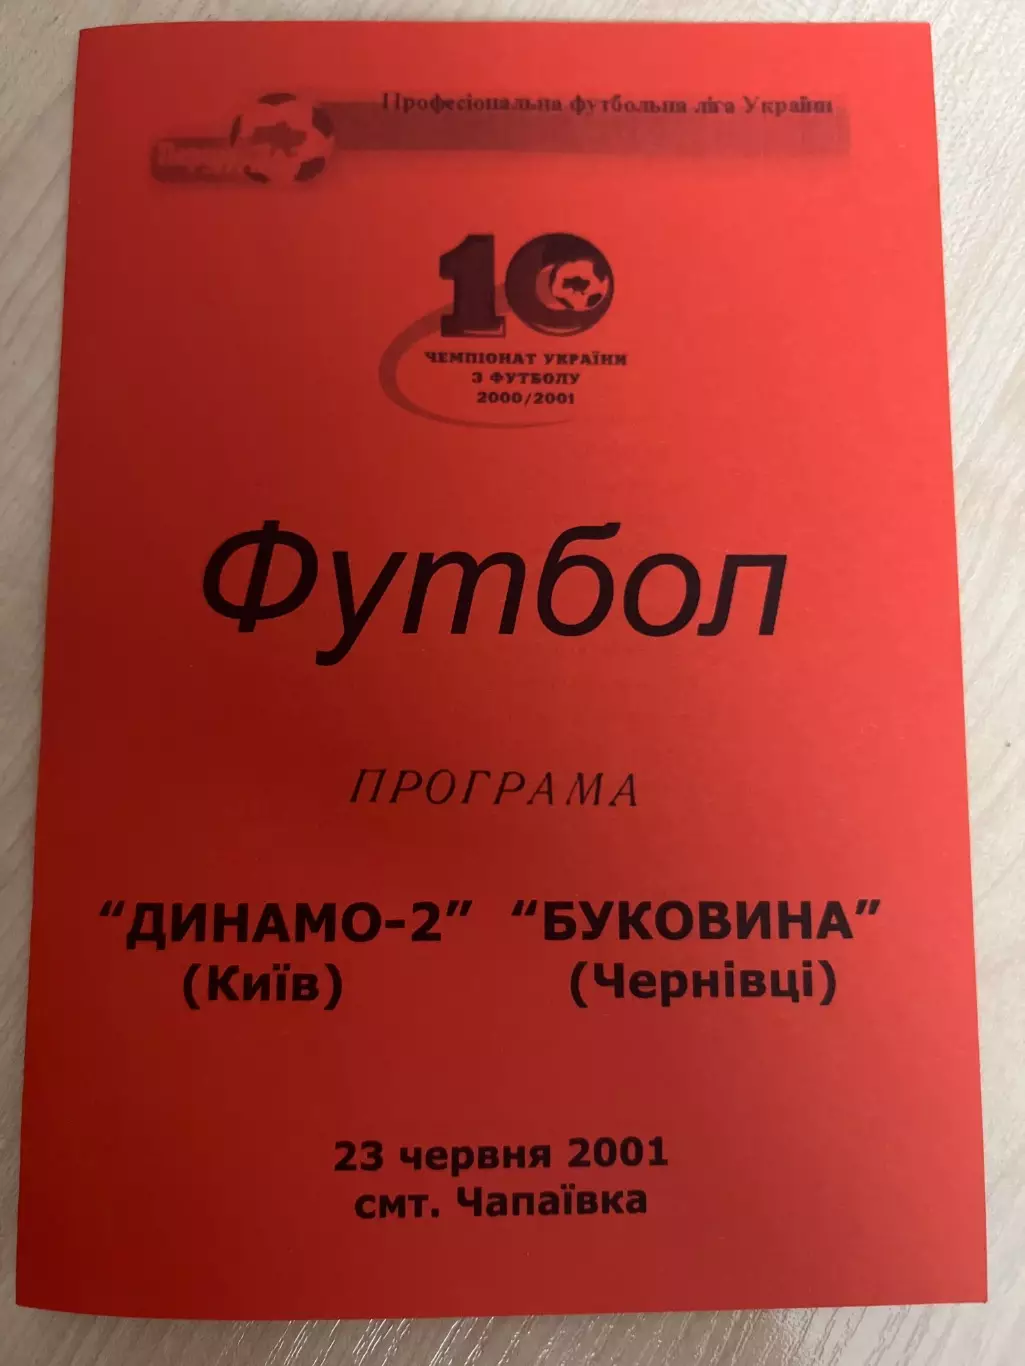 Професіональна футбольна ліга України
10
ЧЕМПІОНАТ УКРАЇНИ
З ФУТБОЛУ
2000/2001
Футбол
ПРОГРАМА
“ДИНАМО-2” “БУКОВИНА”
(Київ) (Чернівці)
23 червня 2001
смт. Чапаївка